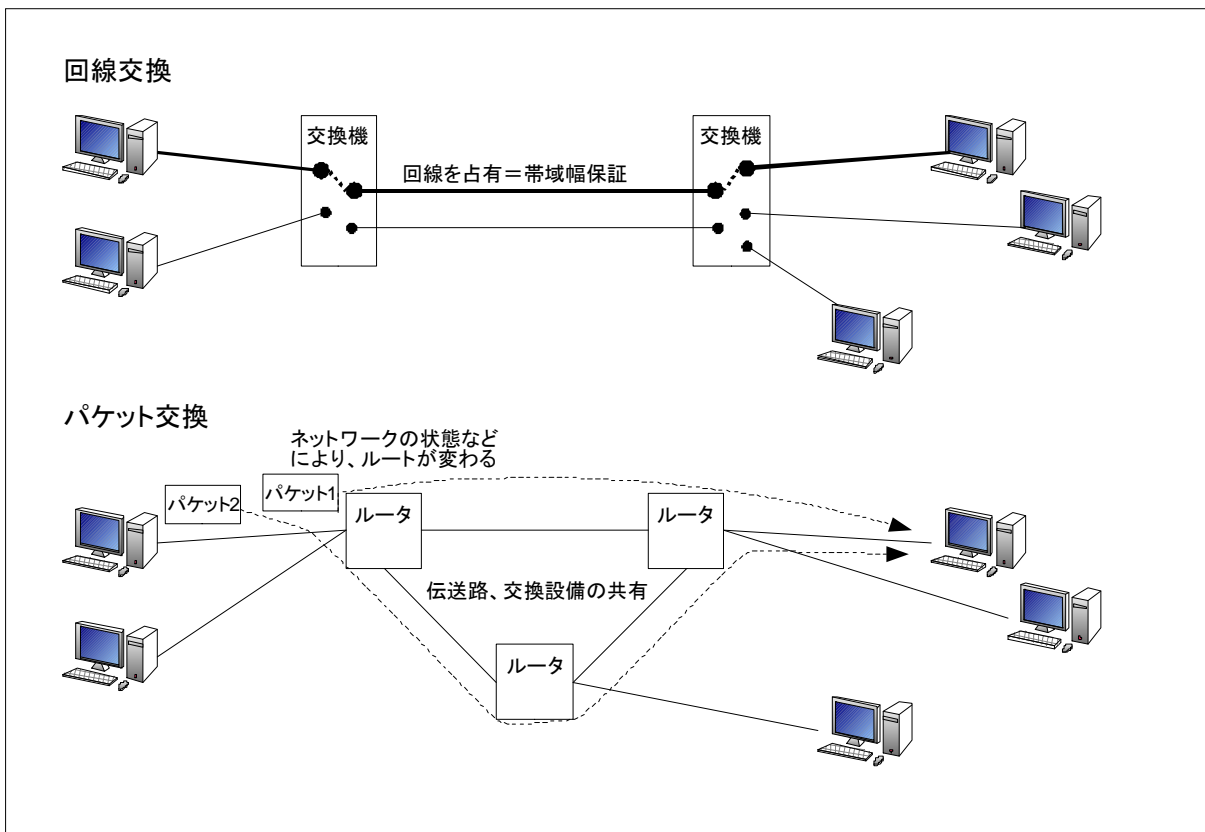 回線交換
交換機
交換機
回線を占有＝帯域幅保証
パケット交換
ネットワークの状態など
により、ルートが変わる
パケット2
パケット1
ルータ
ルータ
伝送路、交換設備の共有
ルータ